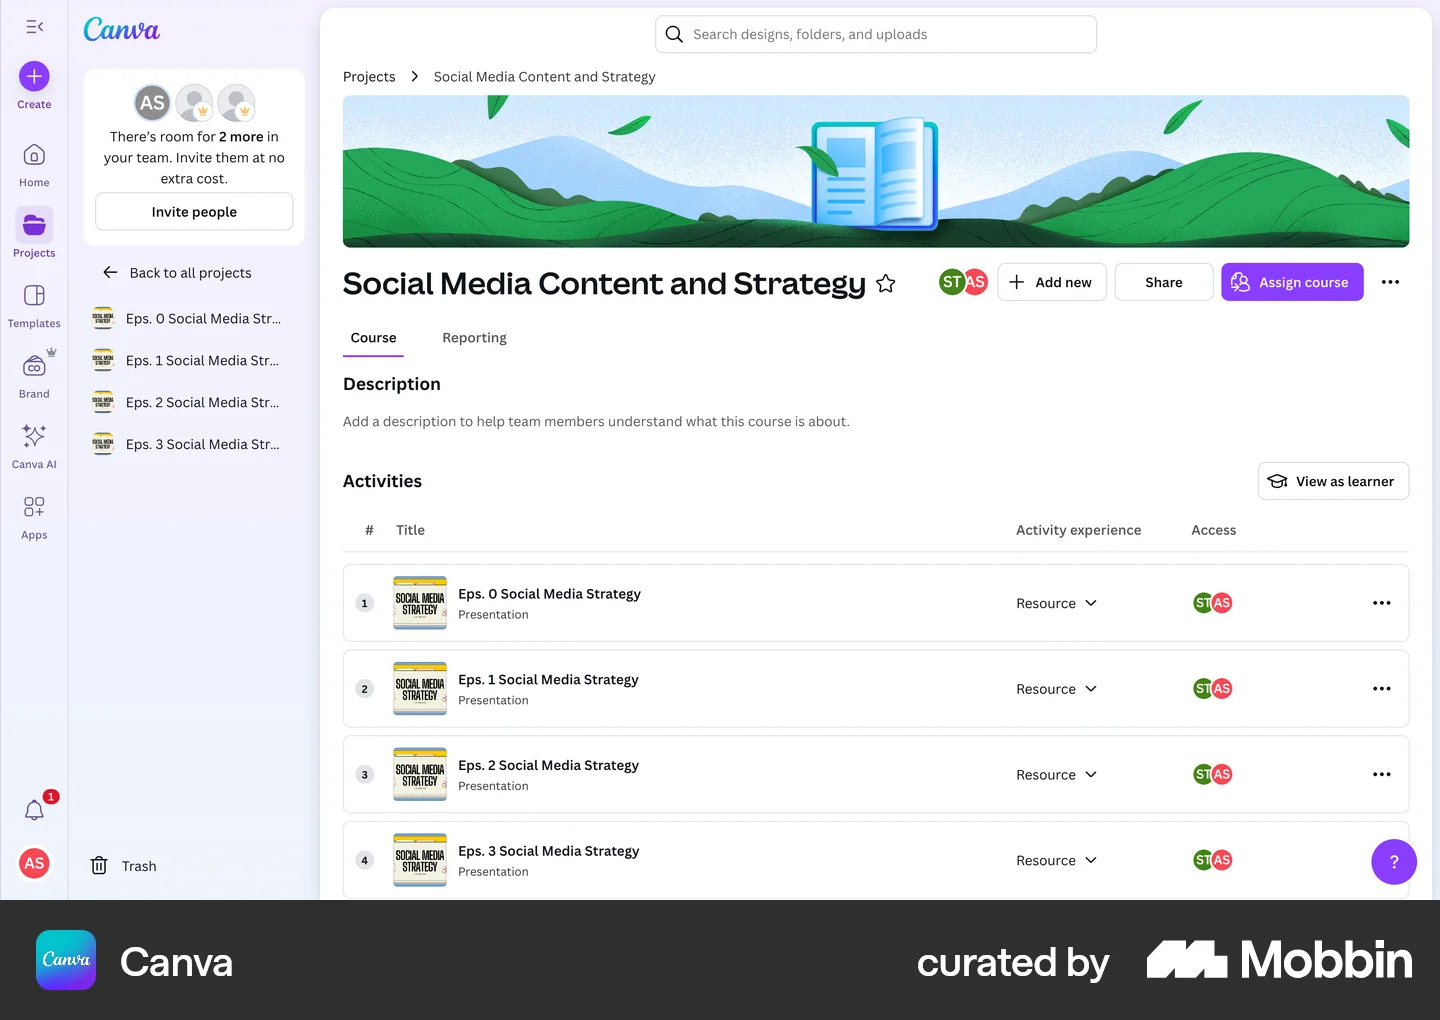 Canva
Create
Home
Projects
Templates
CO
Brand
Canva AI
Apps
1
AS
AS
There's room for 2 more in
your team. Invite them at no
extra cost.
Invite people
Back to all projects
Eps. 0 Social Media Str...
Eps. 1 Social Media Str...
Eps. 2 Social Media Str...
Eps. 3 Social Media Str...
Trash
Search designs, folders, and uploads
Projects
Social Media Content and Strategy
Social Media Content and Strategy
ST AS
Add new
Share
Assign course
Course
Reporting
Description
Add a description to help team members understand what this course is about.
Activities
View as learner
# Title Activity experience Access
1
SOCIAL MEDIA
STRATEGY
Eps. 0 Social Media Strategy
Presentation
Resource
ST AS
2
SOCIAL MEDIA
STRATEGY
Eps. 1 Social Media Strategy
Presentation
Resource
ST AS
3
SOCIAL MEDIA
STRATEGY
Eps. 2 Social Media Strategy
Presentation
Resource
ST AS
4
SOCIAL MEDIA
STRATEGY
Eps. 3 Social Media Strategy
Presentation
Resource
ST AS
?
Canva
Canva
curated by
Mobbin